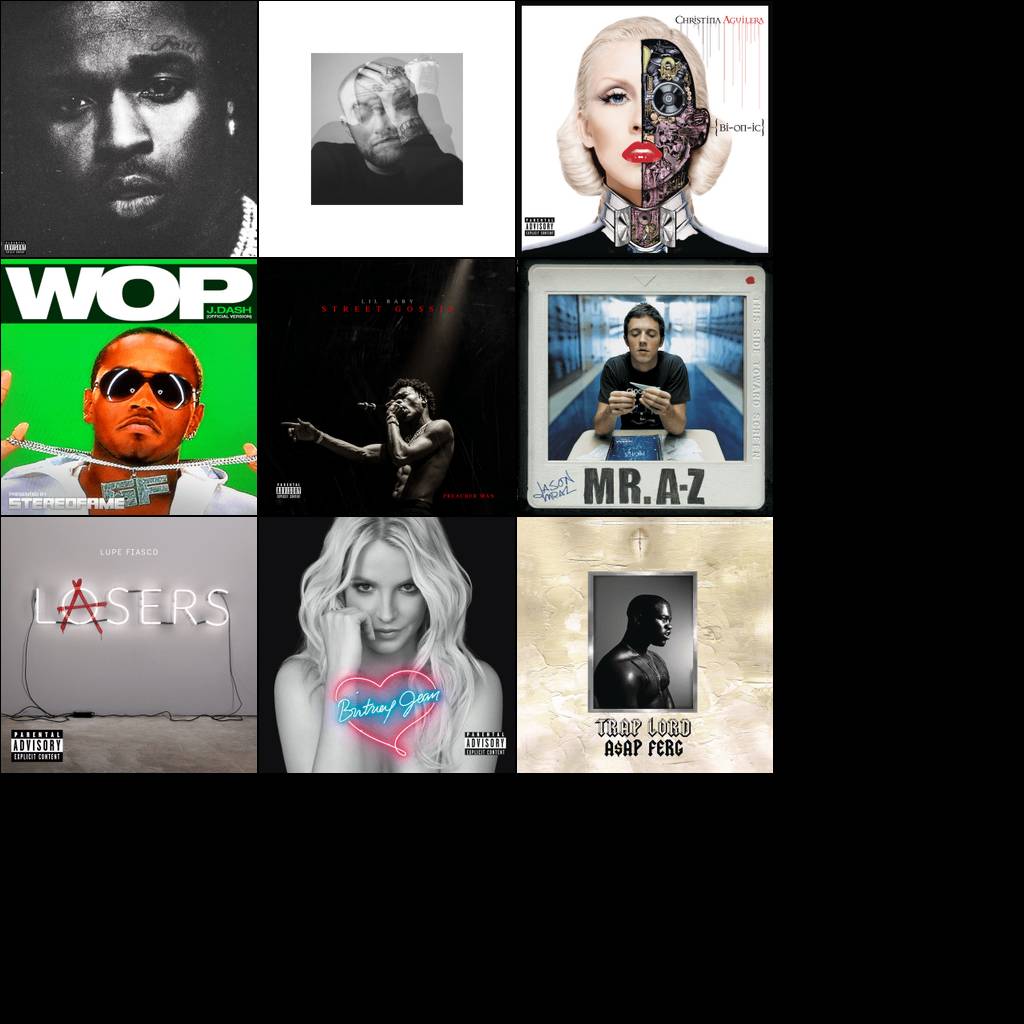 CHRISTINA AGUILERA
{BI-ON-IC}
PARENTAL
ADVISORY
EXPLICIT CONTENT
WOP
J.DASH
(OFFICIAL VERSION)
PRESENTED BY
STEREOFAME
GF
LIL BABY
STREET GOSSIP
PARENTAL
ADVISORY
EXPLICIT CONTENT
PREACHER MAN
THIS SIDE TOWARD SCREEN
JASON
MRAZ
MR. A-Z
LUPE FIASCO
LASERS
PARENTAL
ADVISORY
EXPLICIT CONTENT
Britney Jean
PARENTAL
ADVISORY
EXPLICIT CONTENT
TRAP LORD
A$AP FERG